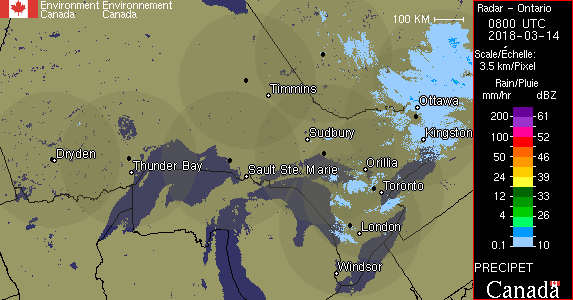 Environment Environnement
Canada Canada
100 KM
Timmins
Ottawa
Sudbury
Kingston
Dryden
Thunder Bay
Sault Ste. Marie
Orillia
Toronto
London
Windsor
Radar - Ontario
0800 UTC
2018-03-14
Scale/Échelle:
3.5 km/Pixel
Rain/Pluie
mm/hr dBZ
200 61
100 52
50 46
24 39
12 33
4 26
0.1 10
PRECIPET
Canada